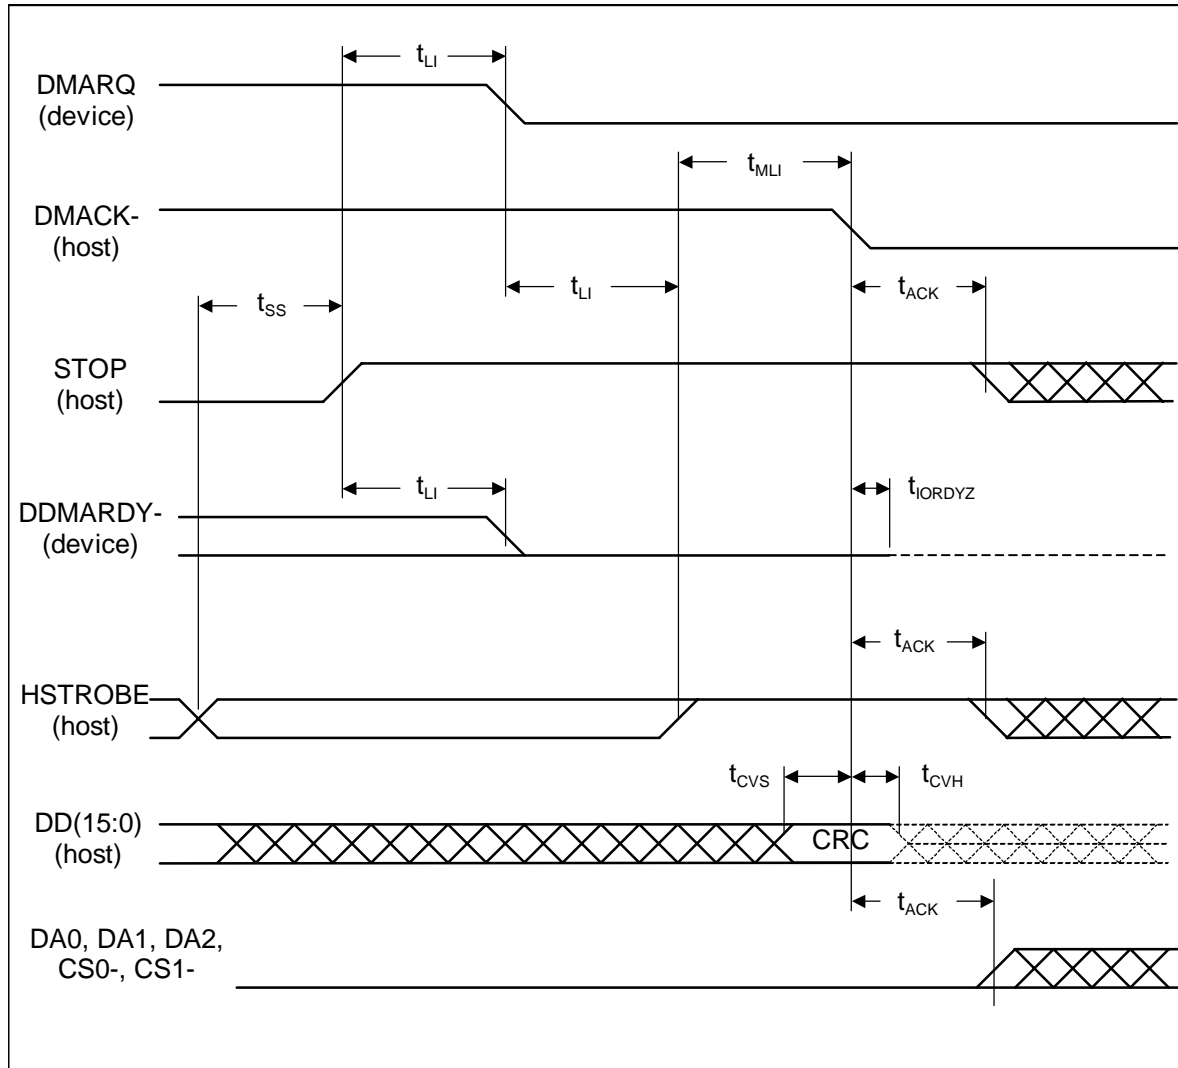 tLI
DMARQ
(device)
tMLI
DMACK-
(host)
tSS
tLI
tACK
STOP
(host)
tLI
tIORDYZ
DDMARDY-
(device)
tACK
HSTROBE
(host)
tCVS
tCVH
DD(15:0)
(host)
CRC
tACK
DA0, DA1, DA2,
CS0-, CS1-